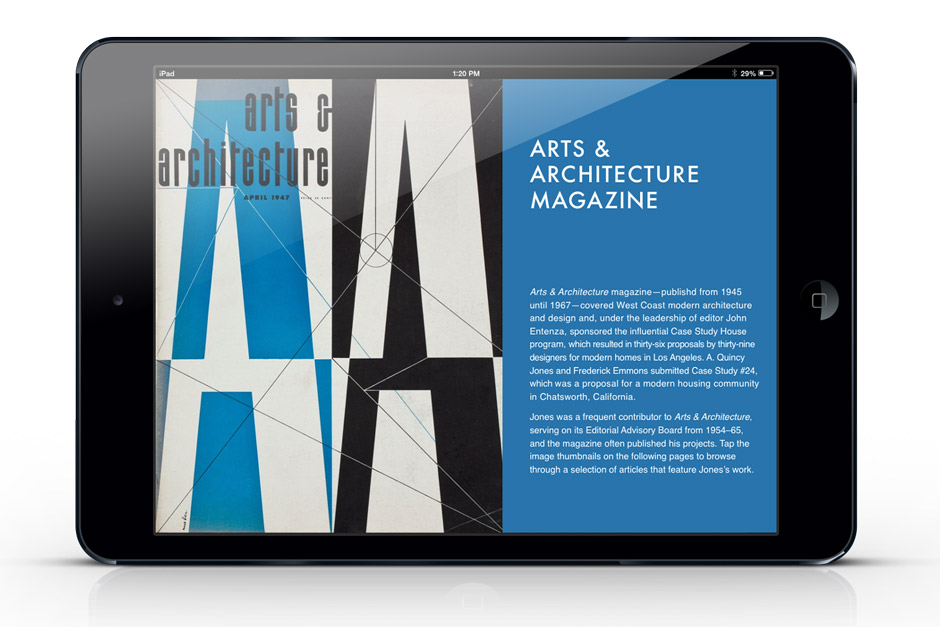 iPad 1:20 PM 29%
arts &
architecture
APRIL 1947
ARTS &
ARCHITECTURE
MAGAZINE
Arts & Architecture magazine—publishd from 1945
until 1967—covered West Coast modern architecture
and design and, under the leadership of editor John
Entenza, sponsored the influential Case Study House
program, which resulted in thirty-six proposals by thirty-nine
designers for modern homes in Los Angeles. A. Quincy
Jones and Frederick Emmons submitted Case Study #24,
which was a proposal for a modern housing community
in Chatsworth, California.
Jones was a frequent contributor to Arts & Architecture,
serving on its Editorial Advisory Board from 1954–65,
and the magazine often published his projects. Tap the
image thumbnails on the following pages to browse
through a selection of articles that feature Jones's work.